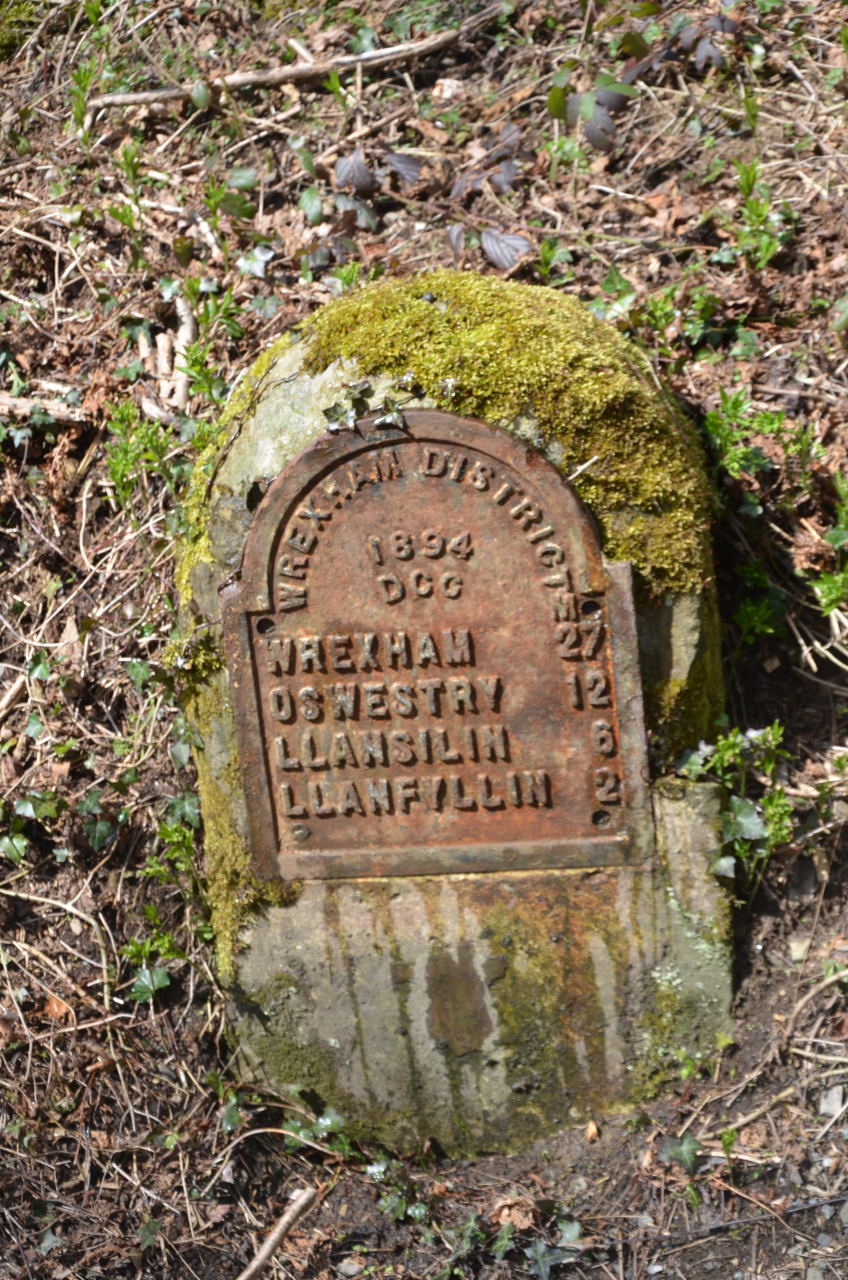 WREXHAM DISTRICT
1894
DCC
M
WREXHAM 27
OSWESTRY 12
LLANSILIN 6
LLANFYLLIN 2